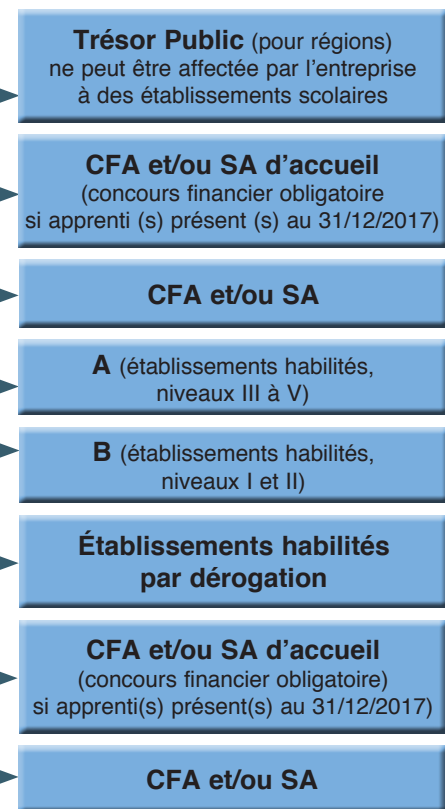 Trésor Public (pour régions)
ne peut être affectée par l'entreprise
à des établissements scolaires
CFA et/ou SA d'accueil
(concours financier obligatoire
si apprenti (s) présent (s) au 31/12/2017)
CFA et/ou SA
A (établissements habilités,
niveaux III à V)
B (établissements habilités,
niveaux I et II)
Établissements habilités
par dérogation
CFA et/ou SA d'accueil
(concours financier obligatoire)
si apprenti(s) présent(s) au 31/12/2017)
CFA et/ou SA